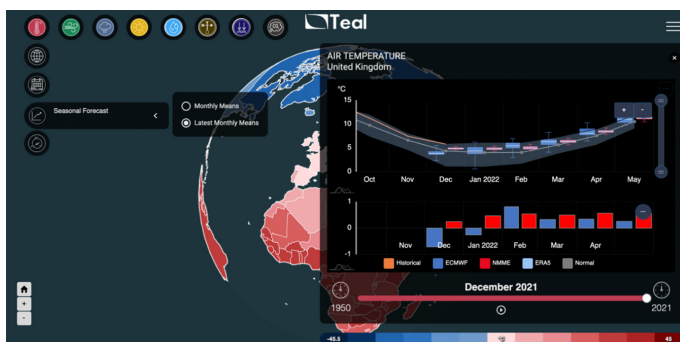 Teal
AIR TEMPERATURE
United Kingdom
×
°C
15
10
5
0
+ -
Oct Nov Dec Jan 2022 Feb Mar Apr May
1
0
-1
Nov Dec Jan 2022 Feb Mar Apr
Historical ECMWF NMME ERA5 Normal
December 2021
1950 2021
Seasonal Forecast <
Monthly Means
Latest Monthly Means
+
-
-45.5 45